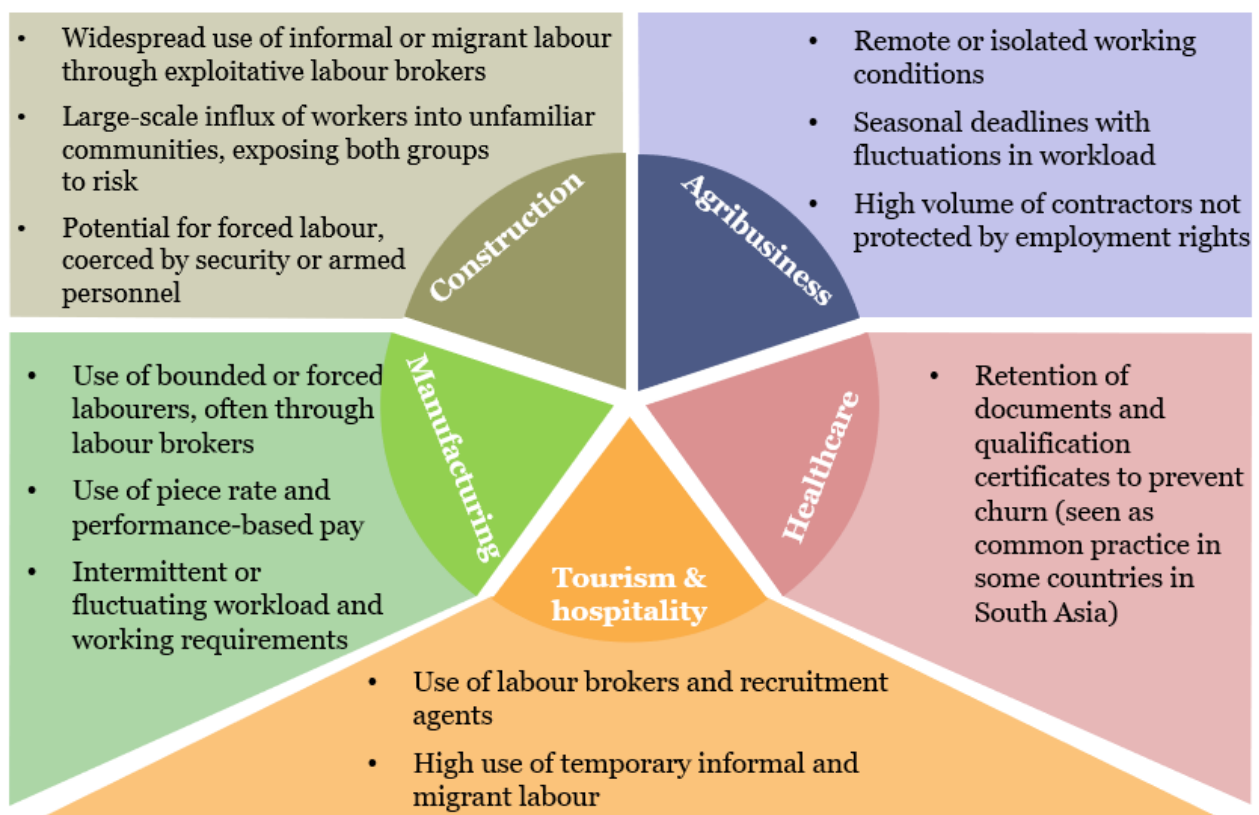 • Widespread use of informal or migrant labour
through exploitative labour brokers
• Large-scale influx of workers into unfamiliar
communities, exposing both groups
to risk
• Potential for forced labour,
coerced by security or armed
personnel
Construction
• Remote or isolated working
conditions
• Seasonal deadlines with
fluctuations in workload
• High volume of contractors not
protected by employment rights
Agribusiness
• Use of bounded or forced
labourers, often through
labour brokers
• Use of piece rate and
performance-based pay
• Intermittent or
fluctuating workload and
working requirements
Manufacturing
Healthcare
• Retention of
documents and
qualification
certificates to prevent
churn (seen as
common practice in
some countries in
South Asia)
Tourism &
hospitality
• Use of labour brokers and recruitment
agents
• High use of temporary informal and
migrant labour